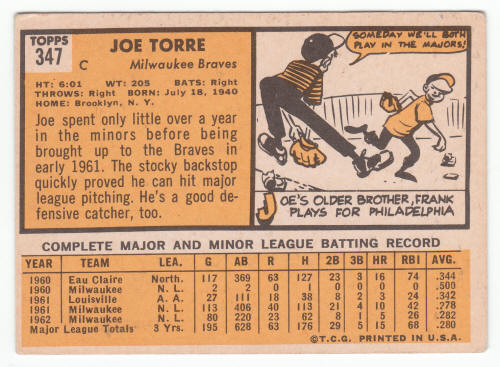 TOPPS
347
C
JOE TORRE
Milwaukee Braves
HT: 6:01 WT: 205 BATS: Right
THROWS: Right BORN: July 18, 1940
HOME: Brooklyn, N. Y.
Joe spent only little over a year
in the minors before being
brought up to the Braves in
early 1961. The stocky backstop
quickly proved he can hit major
league pitching. He's a good de-
fensive catcher, too.
SOMEDAY WE'LL BOTH
PLAY IN THE MAJORS!
JOE'S OLDER BROTHER, FRANK
PLAYS FOR PHILADELPHIA
COMPLETE MAJOR AND MINOR LEAGUE BATTING RECORD
YEAR TEAM LEA. G AB R H 2B 3B HR RBI AVG.
1960 Eau Claire North. 117 369 63 127 23 3 16 74 .344
1960 Milwaukee N. L. 2 2 0 1 0 0 0 0 .500
1961 Louisville A. A. 27 111 18 38 8 2 3 24 .342
1961 Milwaukee N. L. 113 406 40 113 21 4 10 42 .278
1962 Milwaukee N. L. 80 220 23 62 8 1 5 26 .282
Major League Totals 3 Yrs. 195 628 63 176 29 5 15 68 .280
©T.C.G. PRINTED IN U.S.A.